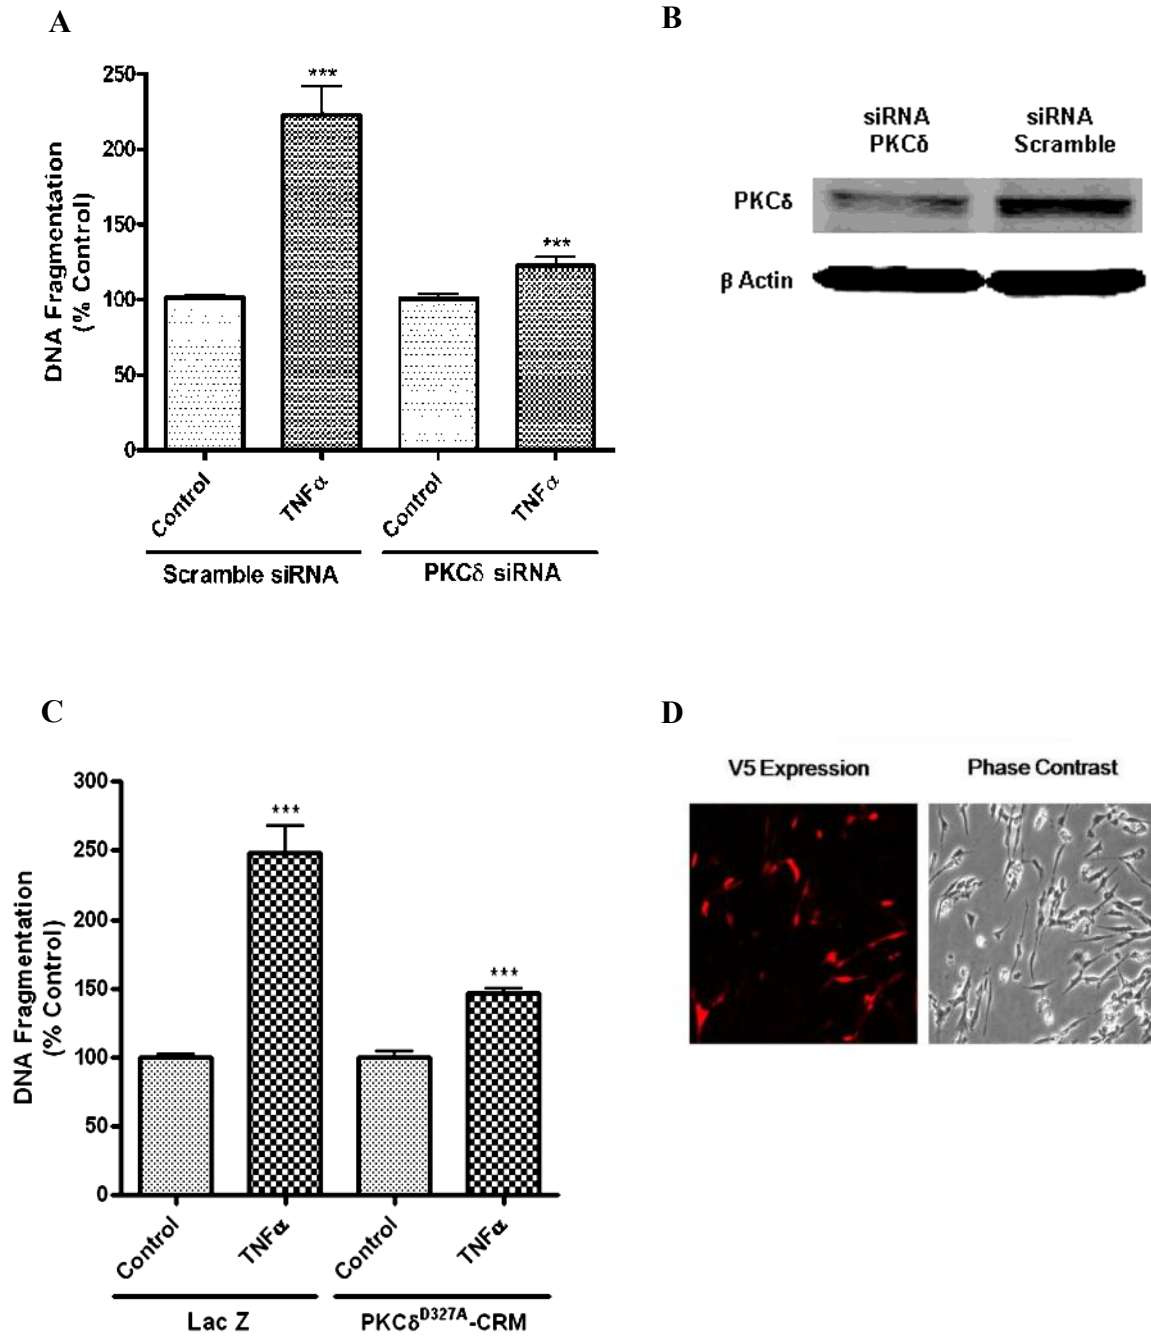 A
250
200
150
100
50
0
DNA Fragmentation
(% Control)
***
***
Control
TNFα
Control
TNFα
Scramble siRNA
PKCδ siRNA
B
siRNA
PKCδ
siRNA
Scramble
PKCδ
β Actin
C
300
250
200
150
100
50
0
DNA Fragmentation
(% Control)
***
***
Control
TNFα
Control
TNFα
Lac Z
PKCδD327A-CRM
D
V5 Expression
Phase Contrast